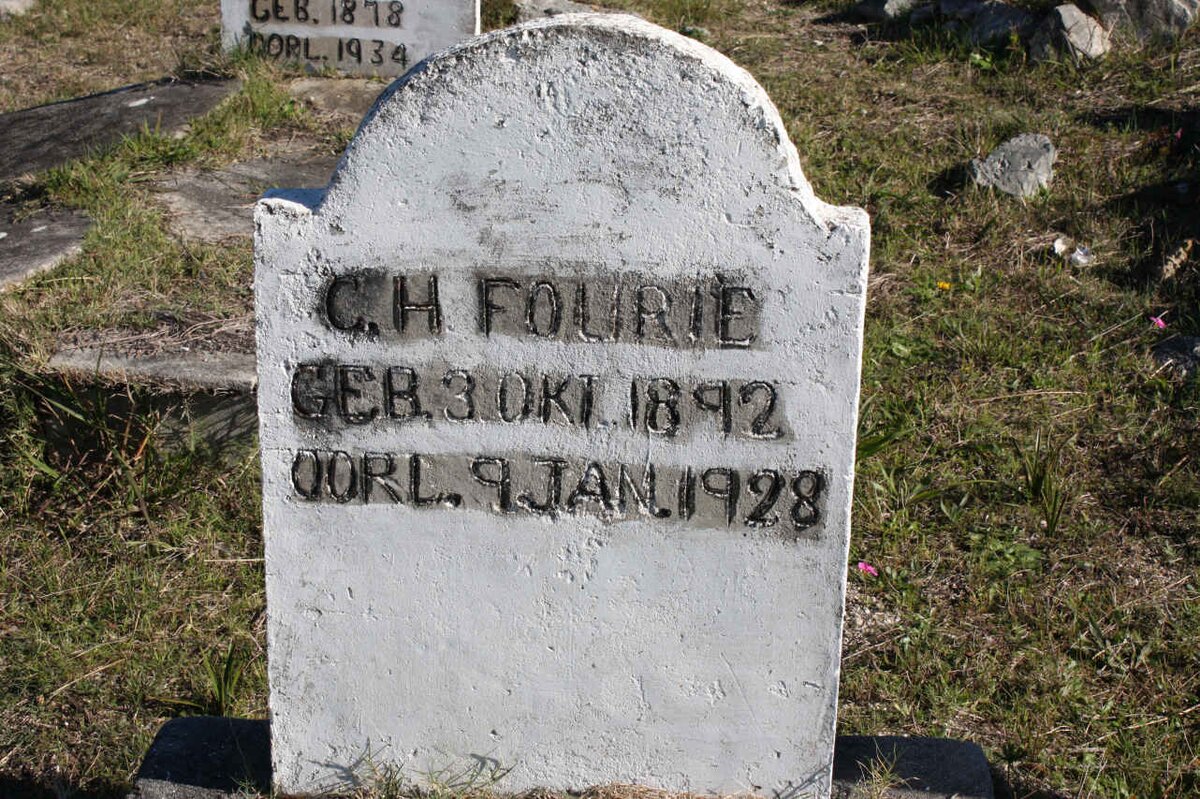 GEB. 1878
OORL. 1934
C. H. FOURIE
GEB. 3 OKT. 1892
OORL. 9 JAN. 1928